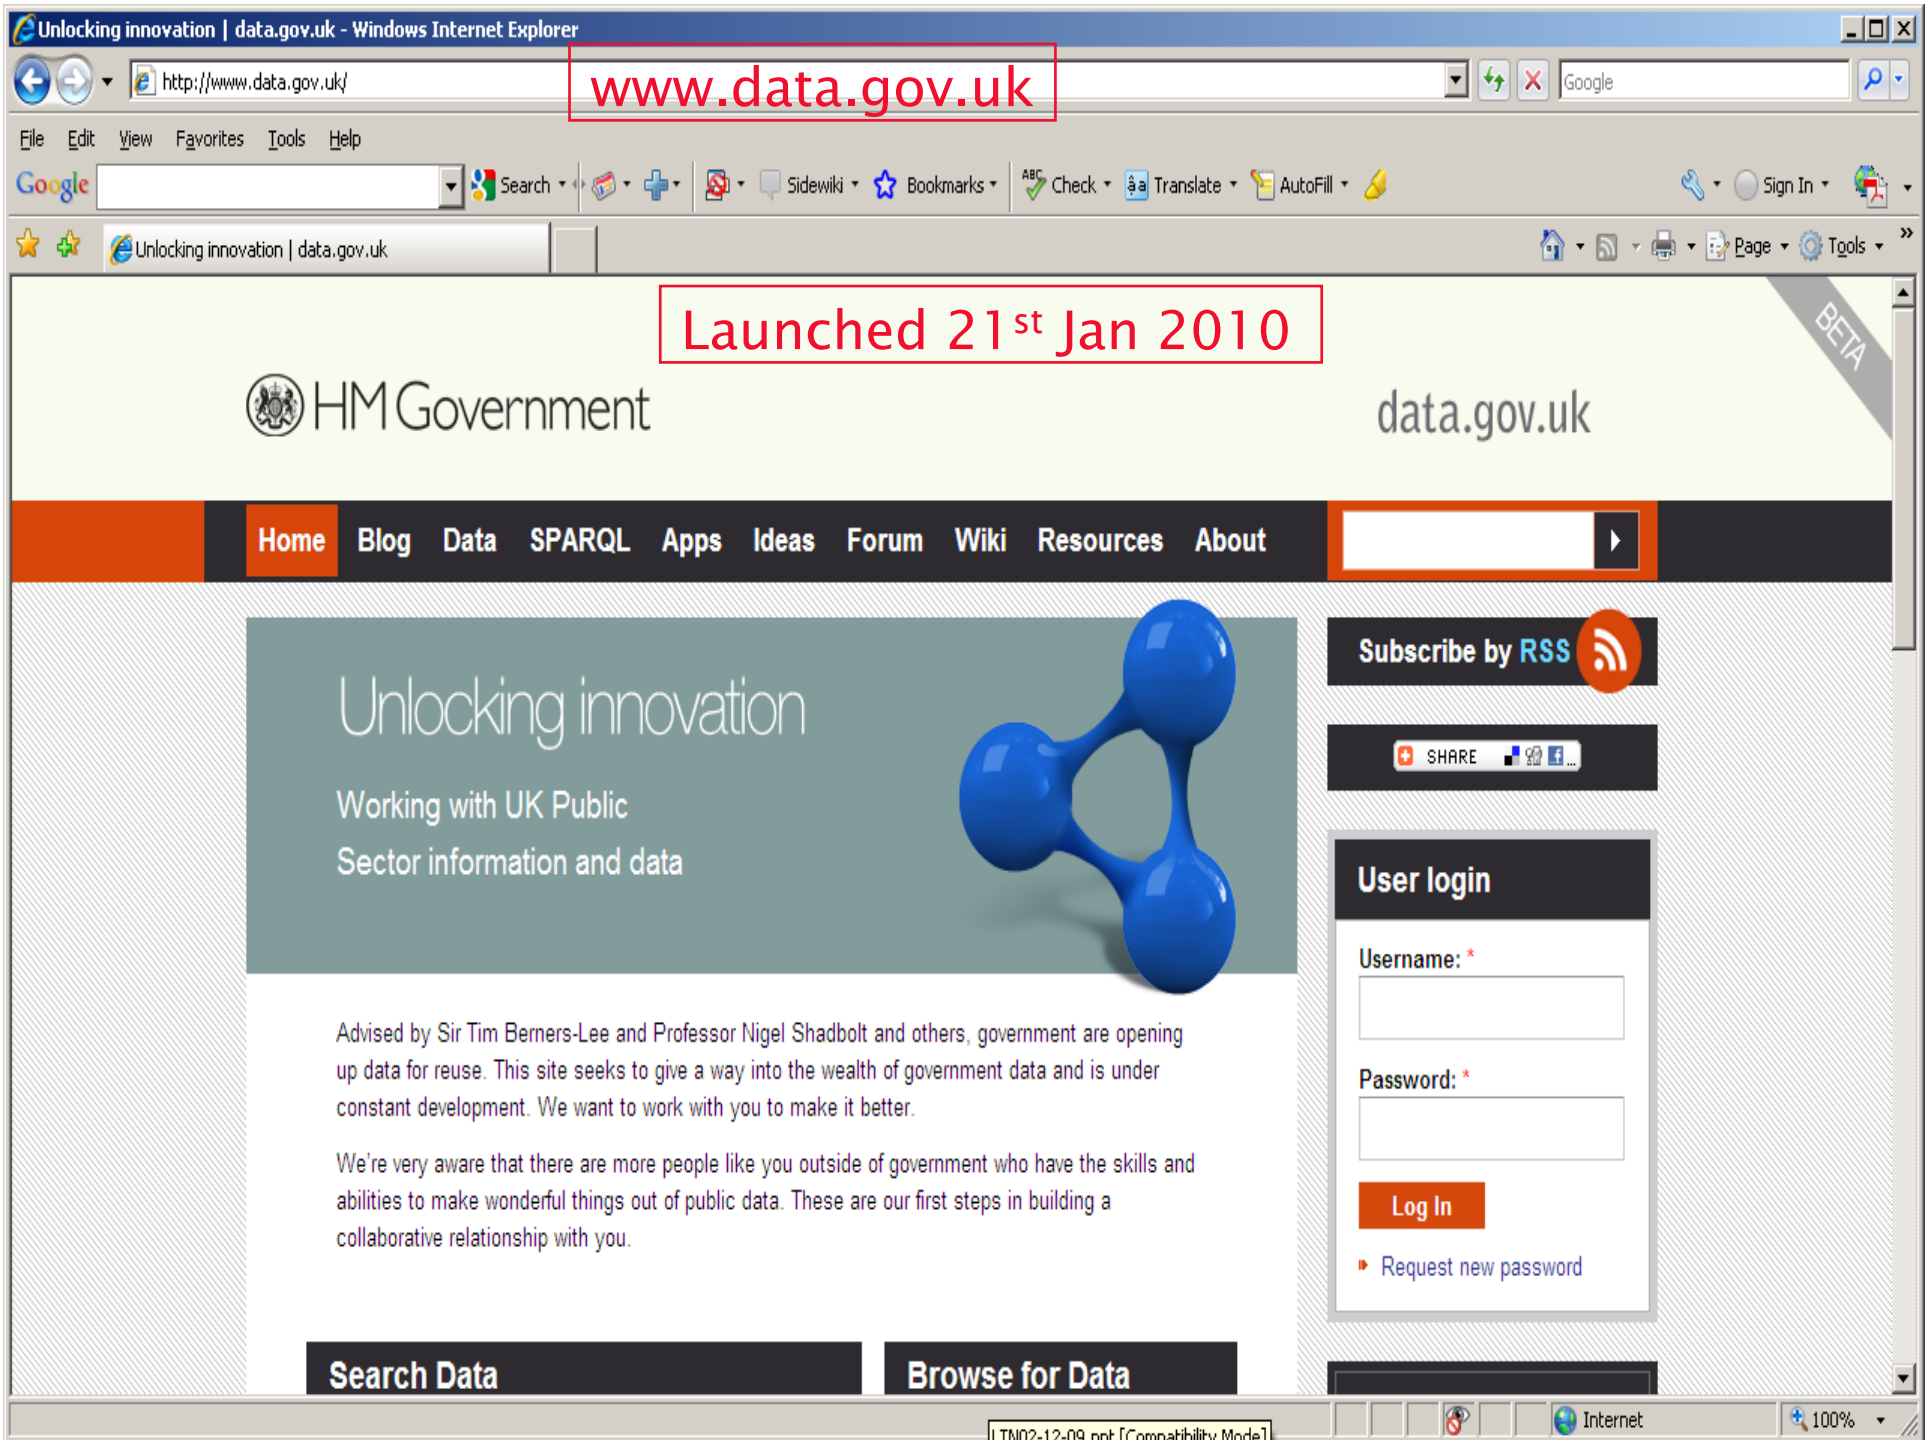 Unlocking innovation | data.gov.uk - Windows Internet Explorer
http://www.data.gov.uk/
www.data.gov.uk
Google
File Edit View Favorites Tools Help
Google Search Sidewiki Bookmarks ABC Check āa Translate AutoFill Sign In
Unlocking innovation | data.gov.uk
Page Tools »
Launched 21st Jan 2010
BETA
HM Government
data.gov.uk
Home Blog Data SPARQL Apps Ideas Forum Wiki Resources About
Unlocking innovation
Working with UK Public
Sector information and data
Subscribe by RSS
SHARE ...
User login
Username: *
Password: *
Log In
Request new password
Advised by Sir Tim Berners-Lee and Professor Nigel Shadbolt and others, government are opening
up data for reuse. This site seeks to give a way into the wealth of government data and is under
constant development. We want to work with you to make it better.
We're very aware that there are more people like you outside of government who have the skills and
abilities to make wonderful things out of public data. These are our first steps in building a
collaborative relationship with you.
Search Data
Browse for Data
LTN02-12-09.ppt [Compatibility Mode]
Internet
100%